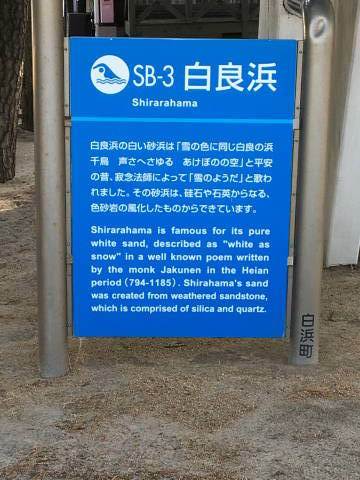 SB-3 白良浜
Shirarahama
白良浜の白い砂浜は「雪の色に同じ白良の浜
千鳥 声さへさゆる あけぼのの空」と平安
の昔、寂念法師によって「雪のようだ」と歌わ
れました。その砂浜は、硅石や石英からなる、
色砂岩の風化したものからできています。
Shirarahama is famous for its pure
white sand, described as "white as
snow" in a well known poem written
by the monk Jakunen in the Heian
period (794-1185). Shirahama's sand
was created from weathered sandstone,
which is comprised of silica and quartz.
白浜町